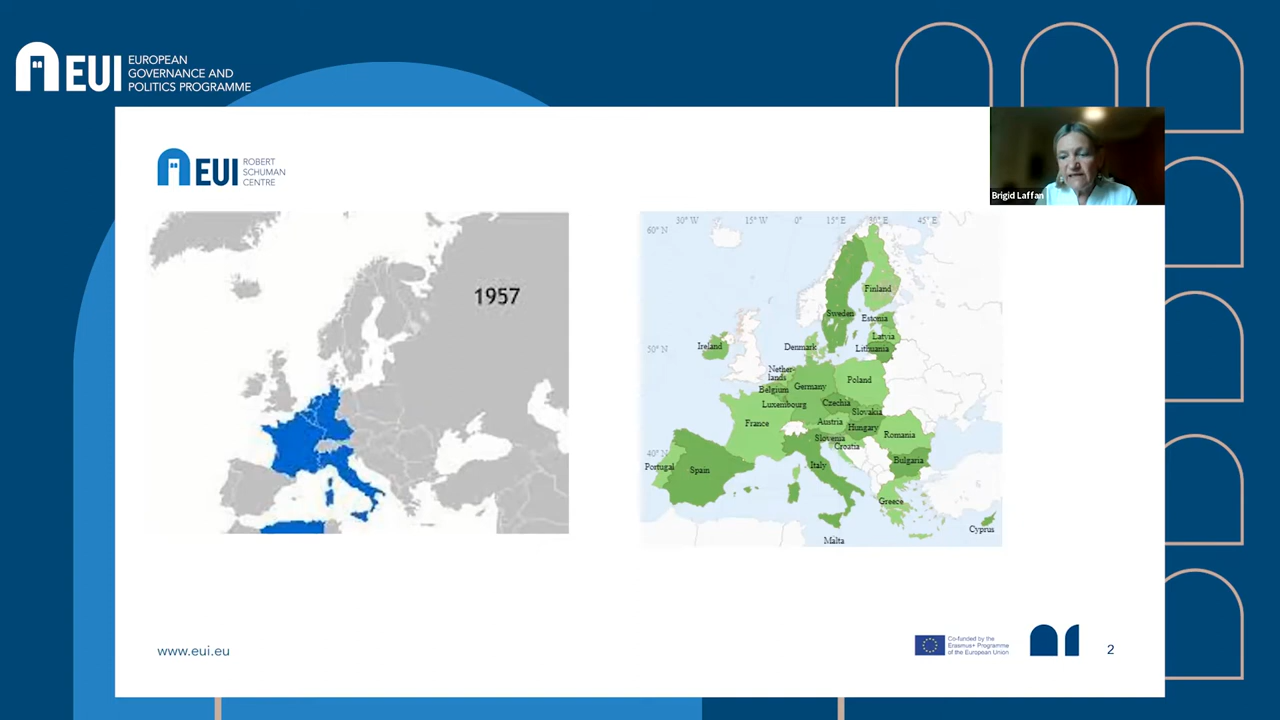 EUI
EUROPEAN
GOVERNANCE AND
POLITICS PROGRAMME
EUI
ROBERT
SCHUMAN
CENTRE
Brigid Laffan
1957
30° W
15° W
0°
15° E
30° E
45° E
60° N
50° N
40° N
Finland
Sweden
Estonia
Latvia
Lithuania
Ireland
Denmark
Nether-
lands
Belgium
Germany
Poland
Luxembourg
Czechia
Slovakia
France
Austria
Hungary
Slovenia
Croatia
Romania
Bulgaria
Portugal
Spain
Italy
Greece
Cyprus
Malta
www.eui.eu
Co-funded by the
Erasmus+ Programme
of the European Union
2